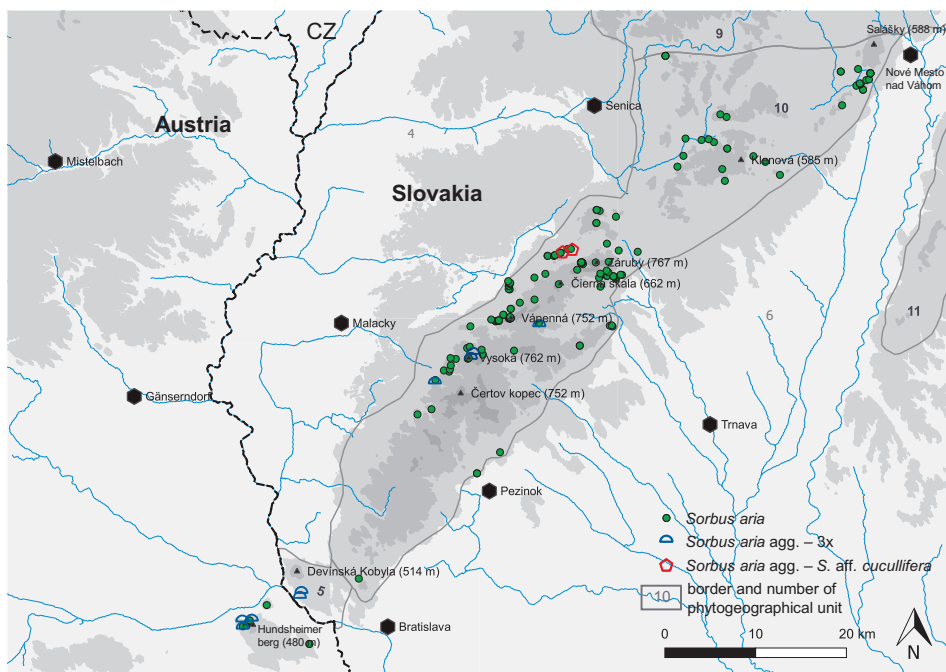 CZ
9
Salášky (588 m)
Nové Mesto
nad Váhom
Senica
10
Austria
4
Mistelbach
Klenová (585 m)
Slovakia
Záruby (767 m)
Čierna skala (662 m)
11
6
Vápenná (752 m)
Malacky
Vysoká (762 m)
Gänserndorf
Čertov kopec (752 m)
Trnava
Pezinok
Sorbus aria
Sorbus aria agg. – 3x
Sorbus aria agg. – S. aff. cucullifera
10 border and number of
phytogeographical unit
Devínská Kobyla (514 m)
5
Hundsheimer
berg (480 m)
Bratislava
0 10 20 km
N